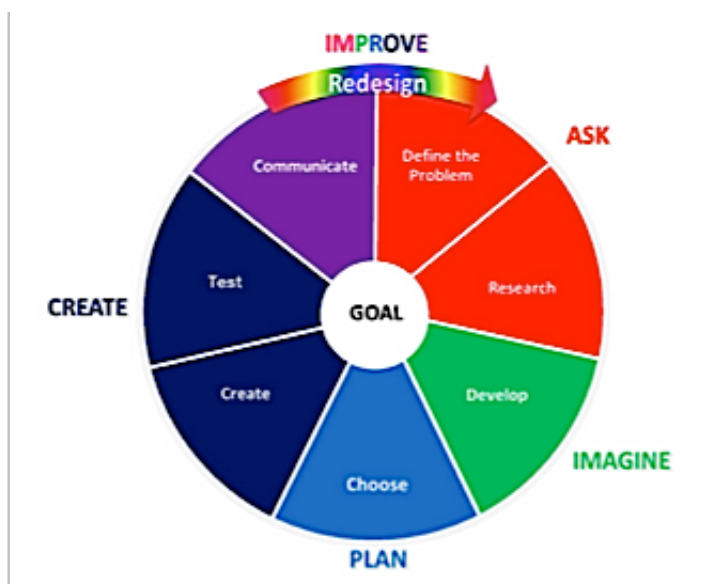 IMPROVE
Redesign
ASK
Define the
Problem
Communicate
Research
Test
GOAL
CREATE
Create
Develop
IMAGINE
Choose
PLAN